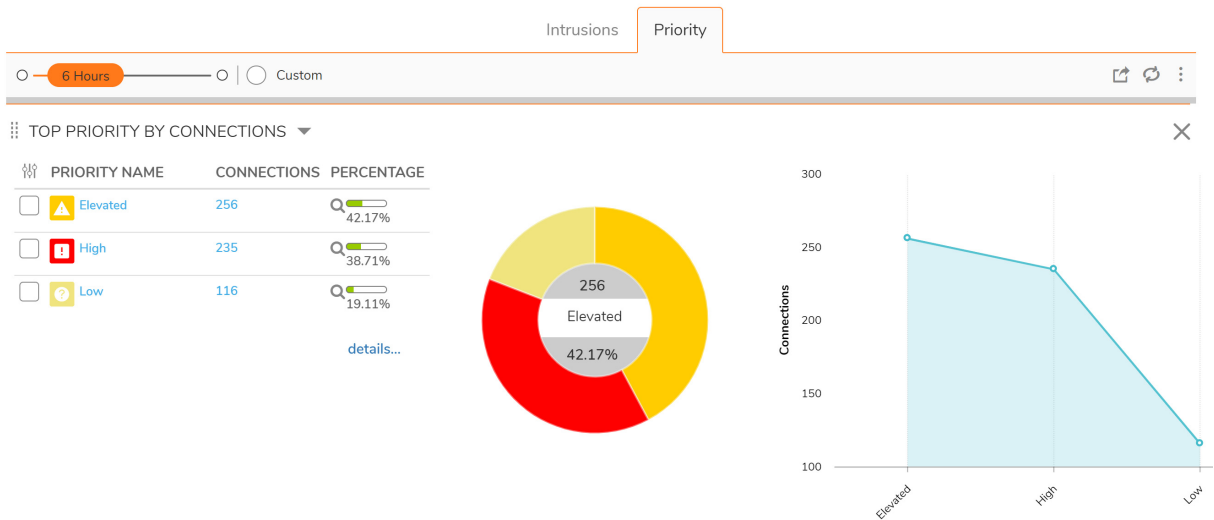 Intrusions Priority
6 Hours Custom
TOP PRIORITY BY CONNECTIONS
PRIORITY NAME CONNECTIONS PERCENTAGE
Elevated 256 42.17%
High 235 38.71%
Low 116 19.11%
details...
256
Elevated
42.17%
Connections
300
250
200
150
100
Elevated High Low